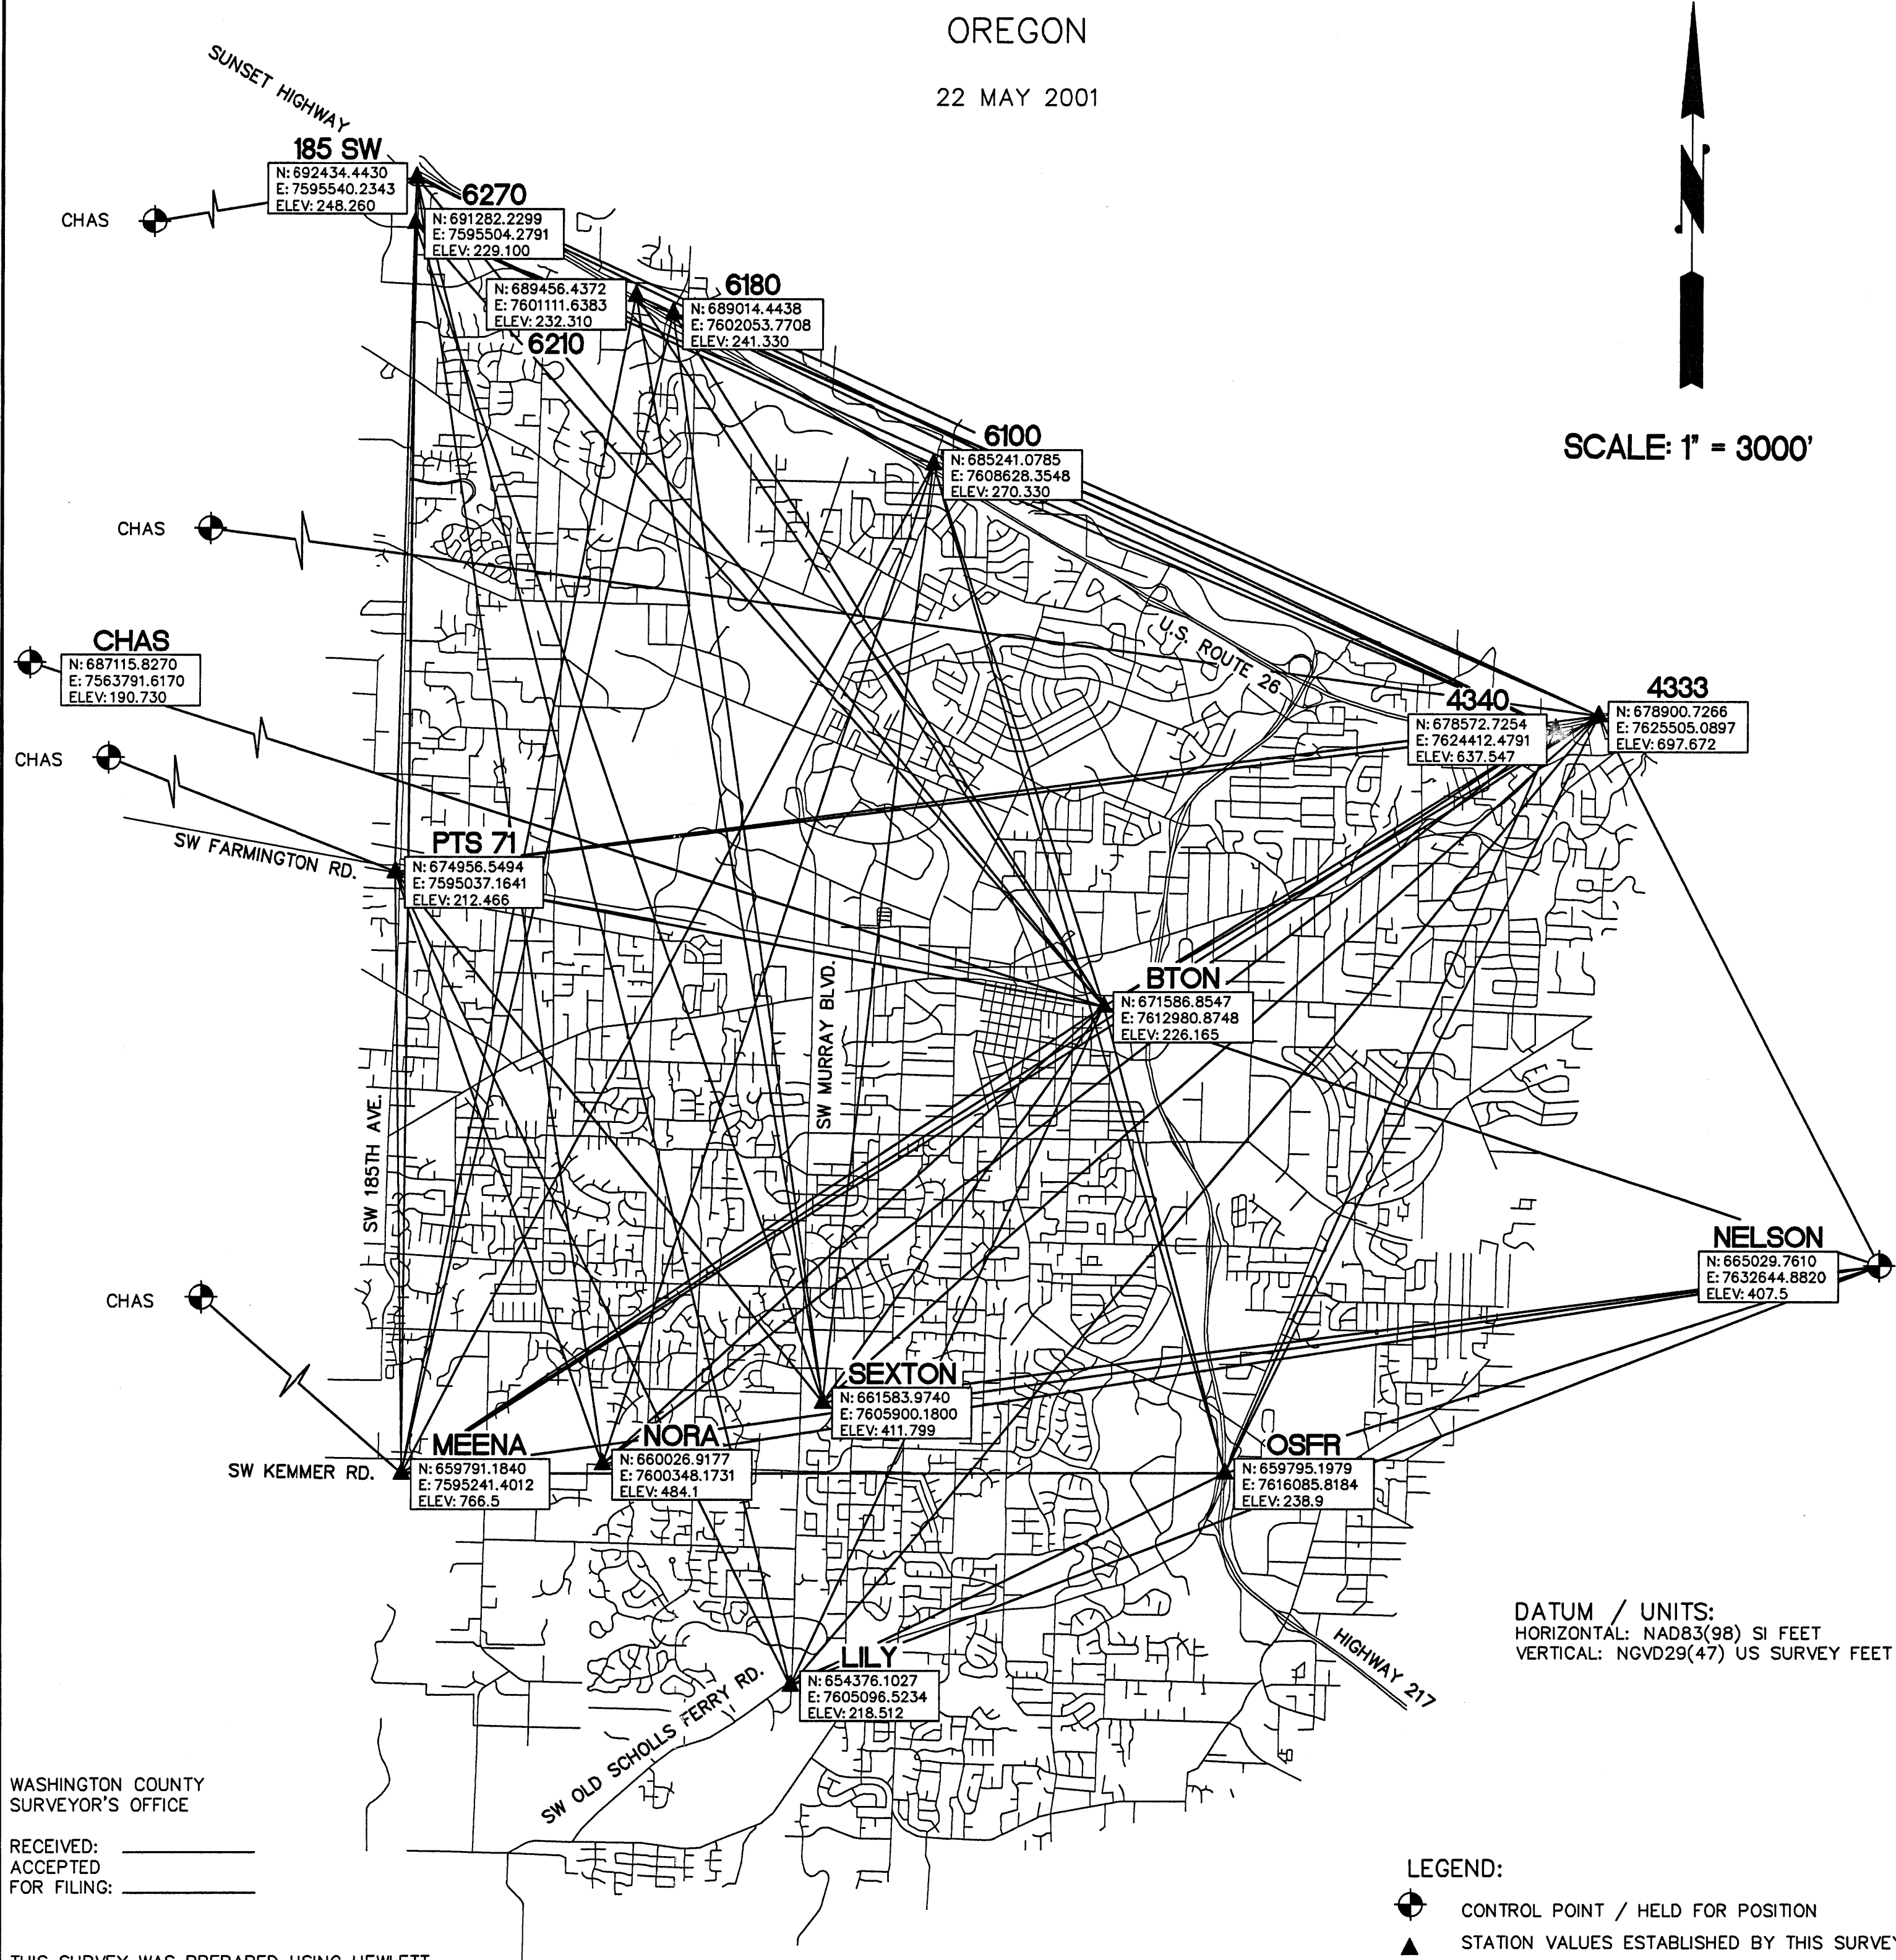 OREGON
22 MAY 2001
SUNSET HIGHWAY
185 SW
N: 692434.4430
E: 7595540.2343
ELEV: 248.260
CHAS
6270
N: 691282.2299
E: 7595504.2791
ELEV: 229.100
N: 689456.4372
E: 7601111.6383
ELEV: 232.310
6210
6180
N: 689014.4438
E: 7602053.7708
ELEV: 241.330
6100
N: 685241.0785
E: 7608628.3548
ELEV: 270.330
SCALE: 1" = 3000'
CHAS
CHAS
N: 687115.8270
E: 7563791.6170
ELEV: 190.730
U.S. ROUTE 26
4340
N: 678572.7254
E: 7624412.4791
ELEV: 637.547
4333
N: 678900.7266
E: 7625505.0897
ELEV: 697.672
CHAS
SW FARMINGTON RD.
PTS 71
N: 674956.5494
E: 7595037.1641
ELEV: 212.466
SW MURRAY BLVD.
BTON
N: 671586.8547
E: 7612980.8748
ELEV: 226.165
SW 185TH AVE.
NELSON
N: 665029.7610
E: 7632644.8820
ELEV: 407.5
CHAS
SEXTON
N: 661583.9740
E: 7605900.1800
ELEV: 411.799
SW KEMMER RD.
MEENA
N: 659791.1840
E: 7595241.4012
ELEV: 766.5
NORA
N: 660026.9177
E: 7600348.1731
ELEV: 484.1
OSFR
N: 659795.1979
E: 7616085.8184
ELEV: 238.9
DATUM / UNITS:
HORIZONTAL: NAD83(98) SI FEET
VERTICAL: NGVD29(47) US SURVEY FEET
HIGHWAY 217
LILY
N: 654376.1027
E: 7605096.5234
ELEV: 218.512
SW OLD SCHOLLS FERRY RD.
WASHINGTON COUNTY
SURVEYOR'S OFFICE
RECEIVED:
ACCEPTED
FOR FILING:
LEGEND:
CONTROL POINT / HELD FOR POSITION
STATION VALUES ESTABLISHED BY THIS SURVE
THIS SURVEY WAS PREPARED USING HEWLETT